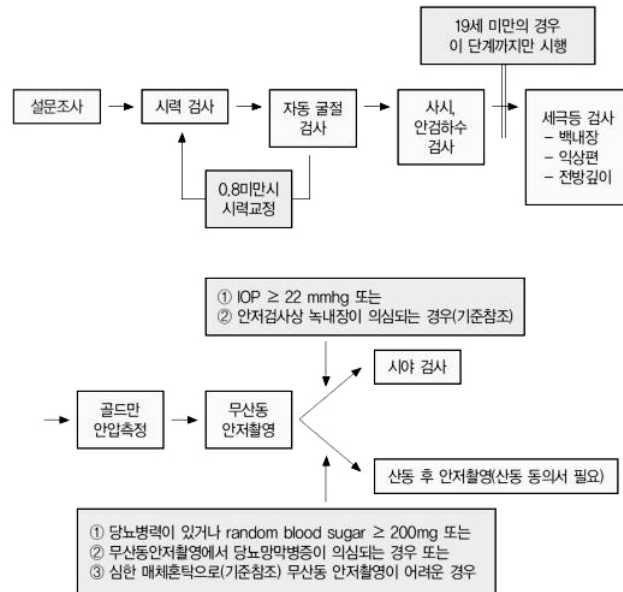 19세 미만의 경우
이 단계까지만 시행
설문조사
시력 검사
자동 굴절
검사
사시,
안검하수
검사
세극등 검사
– 백내장
– 익상편
– 전방깊이
0.8미만시
시력교정
① IOP ≥ 22 mmhg 또는
② 안저검사상 녹내장이 의심되는 경우(기준참조)
시야 검사
골드만
안압측정
무산동
안저촬영
산동 후 안저촬영(산동 동의서 필요)
① 당뇨병력이 있거나 random blood sugar ≥ 200mg 또는
② 무산동안저촬영에서 당뇨망막병증이 의심되는 경우 또는
③ 심한 매체혼탁으로(기준참조) 무산동 안저촬영이 어려운 경우